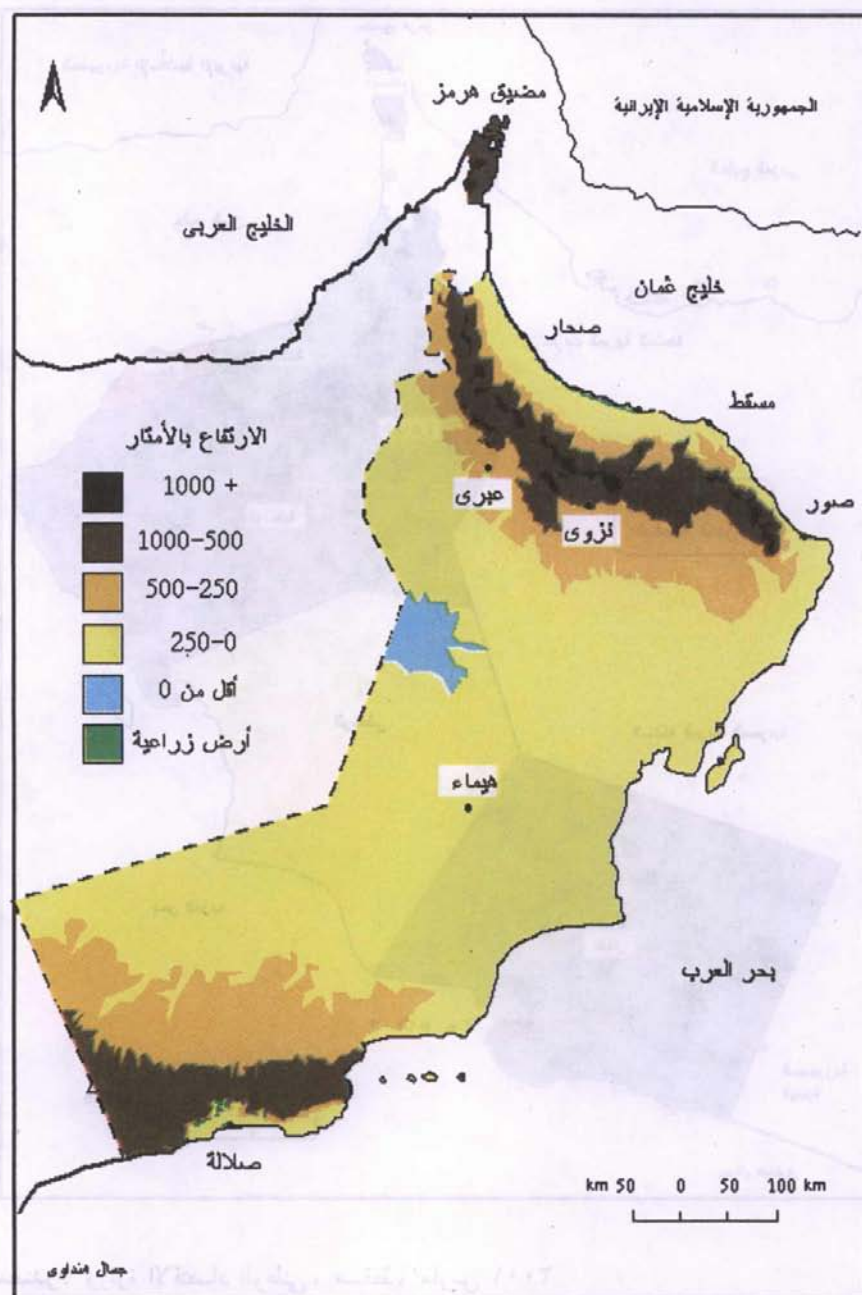 مضيق هرمز
الجمهورية الإسلامية الإيرانية
الخليج العربى
خليج عُمان
صحار
مسقط
الارتفاع بالأمتار
1000 +
1000-500
500-250
250-0
أقل من 0
أرض زراعية
عبرى
نزوى
صور
هيماء
بحر العرب
صلالة
km 50 0 50 100 km
جمال هنداوى